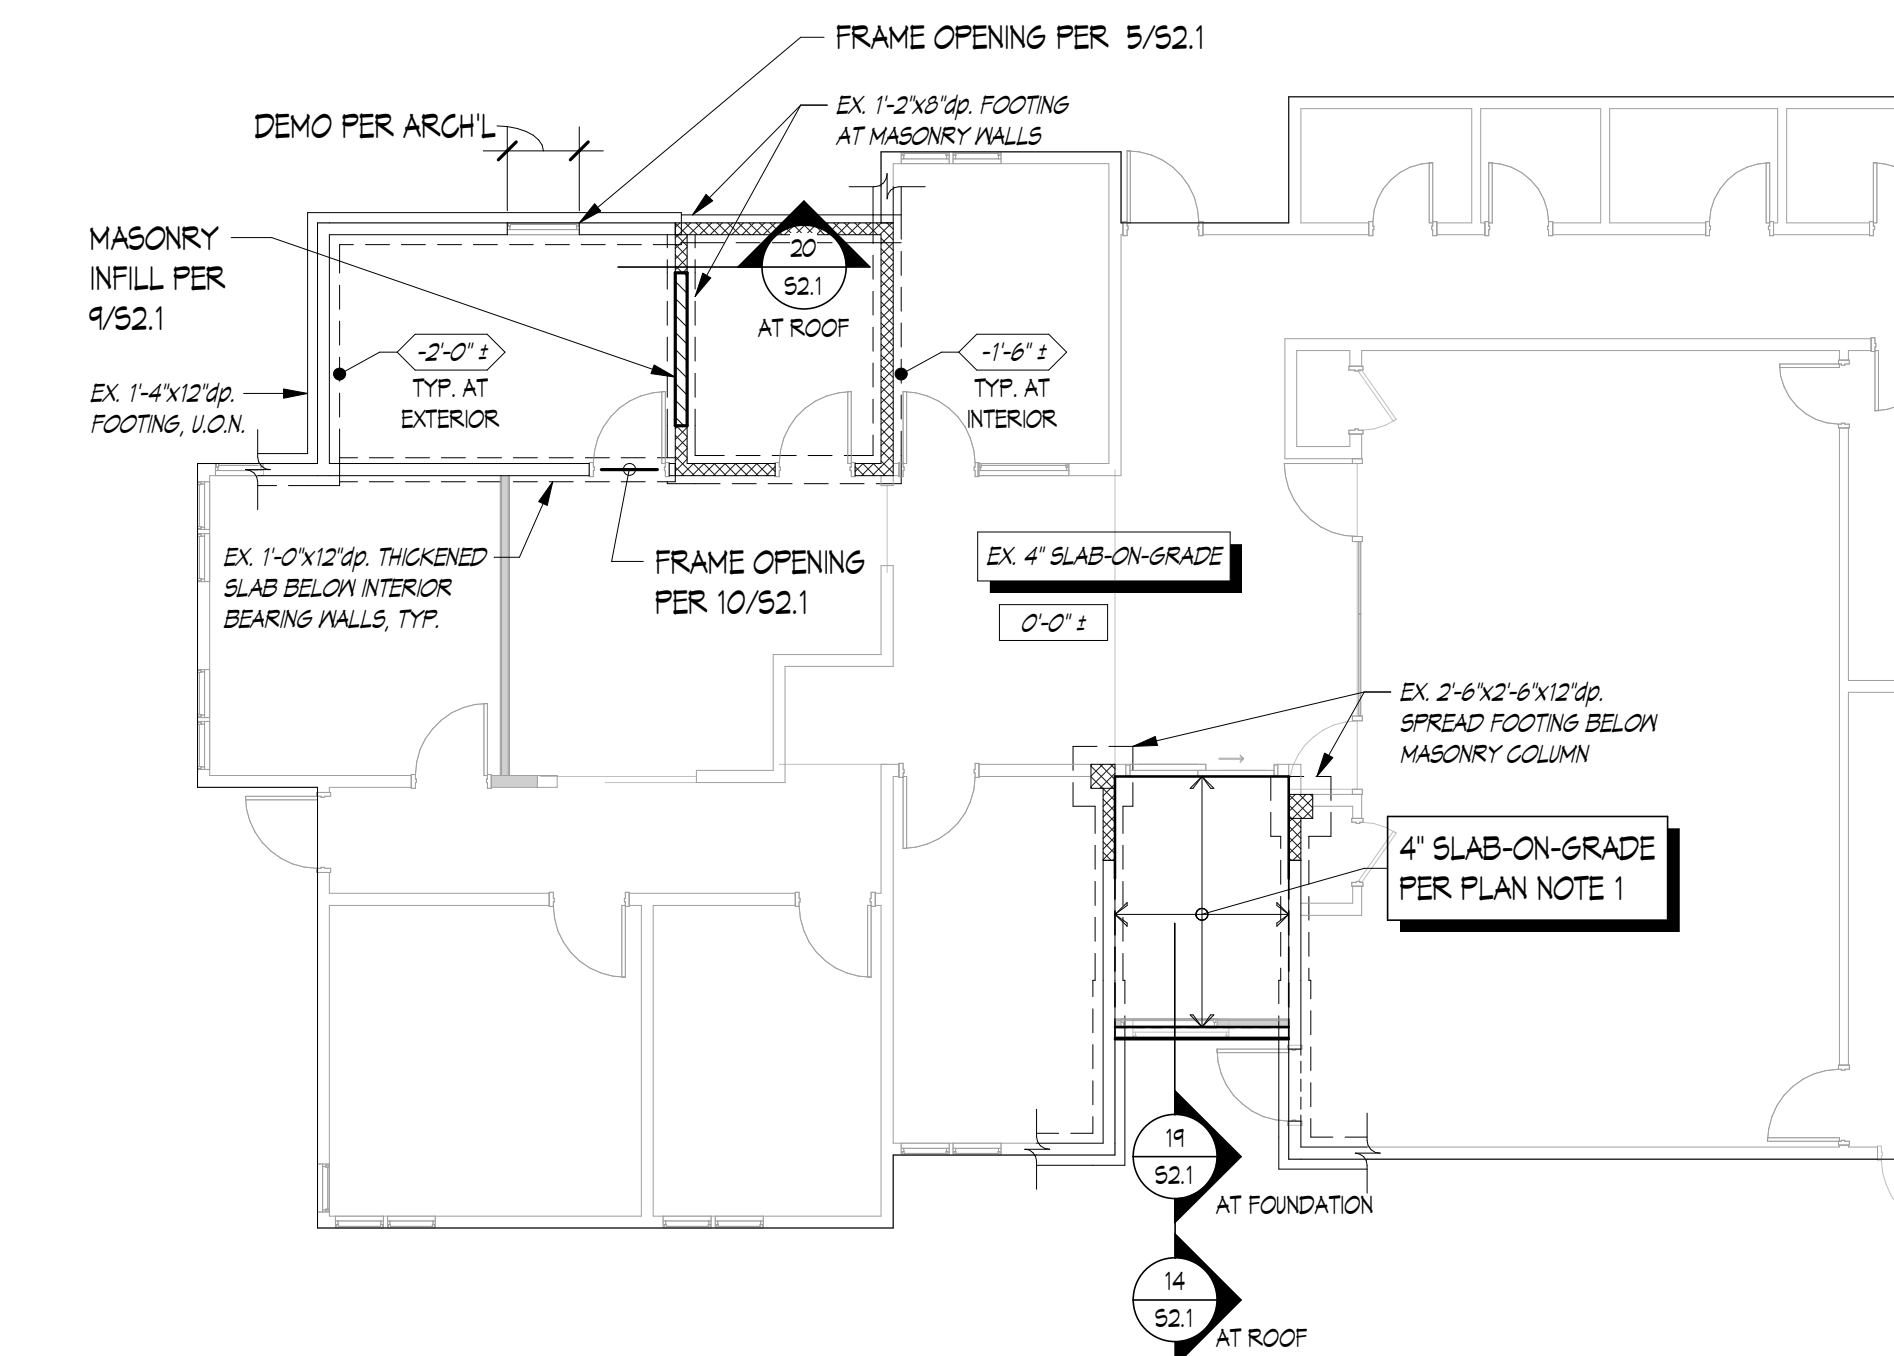 FRAME OPENING PER 5/S2.1
EX. 1'-2"x8"dp. FOOTING
AT MASONRY WALLS
DEMO PER ARCH'L
MASONRY
INFILL PER
9/S2.1
20
S2.1
AT ROOF
-2'-0" ±
TYP. AT
EXTERIOR
-1'-6" ±
TYP. AT
INTERIOR
EX. 1'-4"x12"dp.
FOOTING, U.O.N.
EX. 1'-0"x12"dp. THICKENED
SLAB BELOW INTERIOR
BEARING WALLS, TYP.
FRAME OPENING
PER 10/S2.1
EX. 4" SLAB-ON-GRADE
0'-0" ±
EX. 2'-6"x2'-6"x12"dp.
SPREAD FOOTING BELOW
MASONRY COLUMN
4" SLAB-ON-GRADE
PER PLAN NOTE 1
19
S2.1
AT FOUNDATION
14
S2.1
AT ROOF